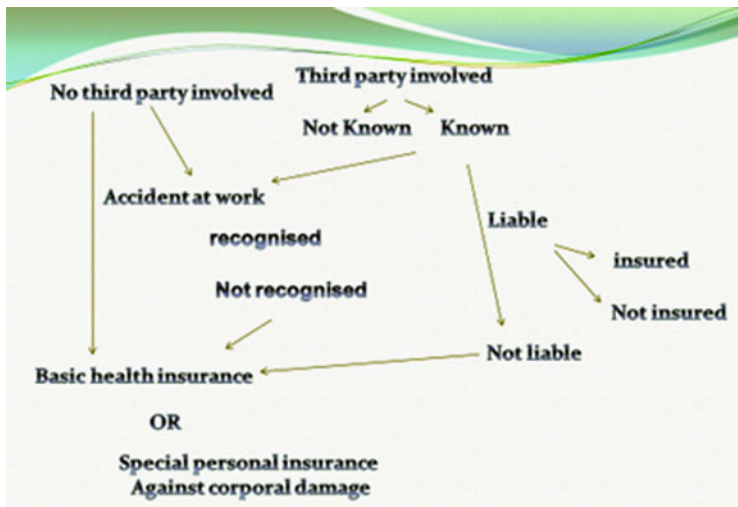 Third party involved
No third party involved
Not Known
Known
Accident at work
Liable
recognised
insured
Not recognised
Not insured
Not liable
Basic health insurance
OR
Special personal insurance
Against corporal damage